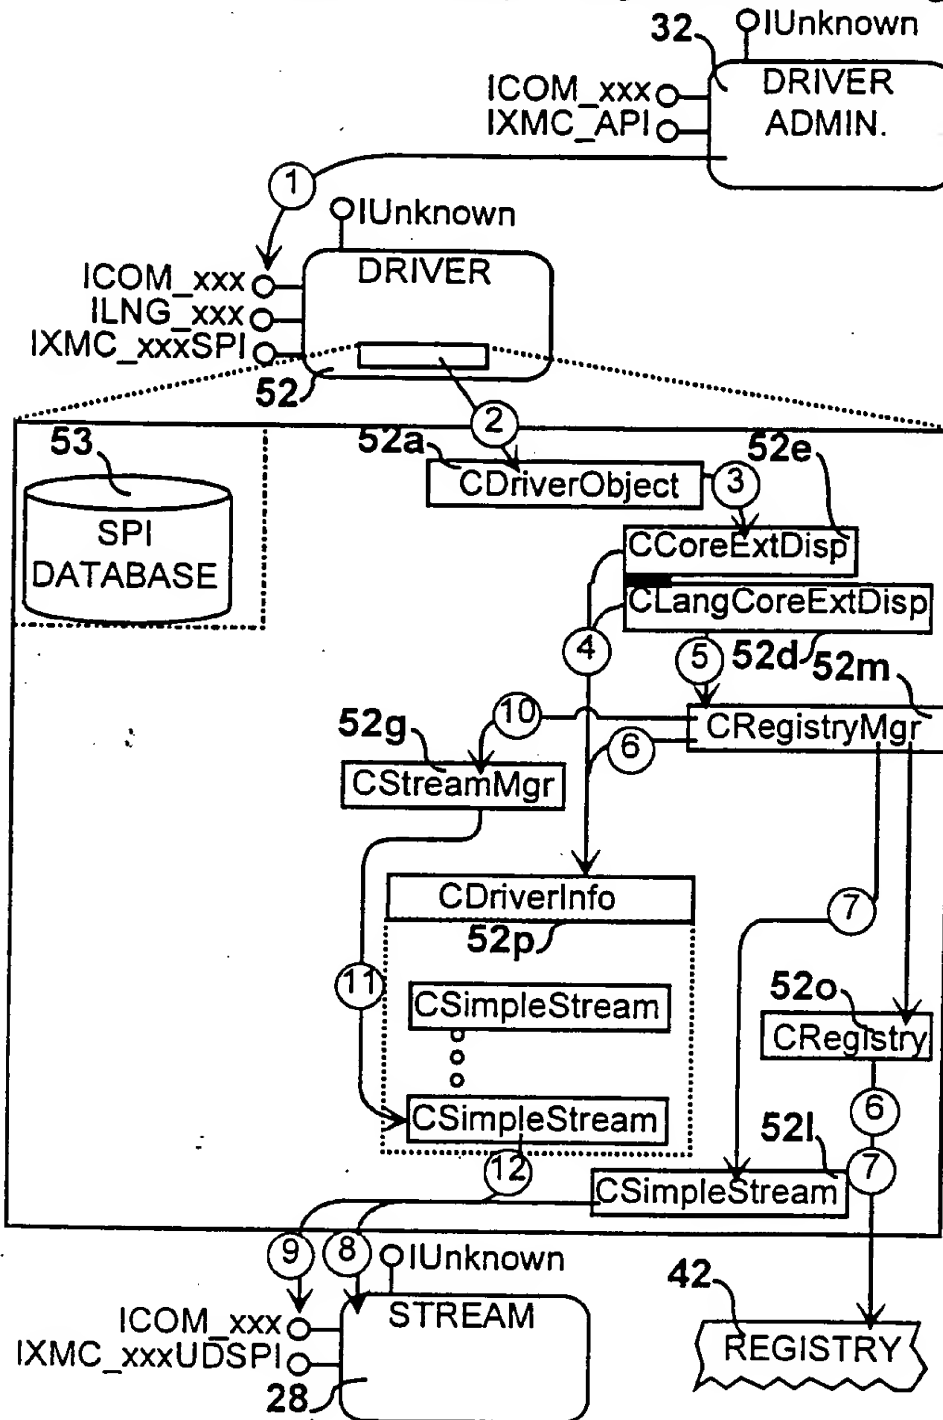 32
IUnknown
ICOM_xxx
IXMC_API
DRIVER
ADMIN.
1
IUnknown
ICOM_xxx
ILNG_xxx
IXMC_xxxSPI
DRIVER
52
2
53
SPI
DATABASE
52a
CDriverObject
3
52e
CCoreExtDisp
CLangCoreExtDisp
4
5
52d
52m
CRegistryMgr
10
6
52g
CStreamMgr
CDriverInfo
52p
7
11
CSimpleStream
52o
CRegistry
CSimpleStream
6
12
52l
7
CSimpleStream
9
8
IUnknown
ICOM_xxx
IXMC_xxxUDSPI
STREAM
28
42
REGISTRY